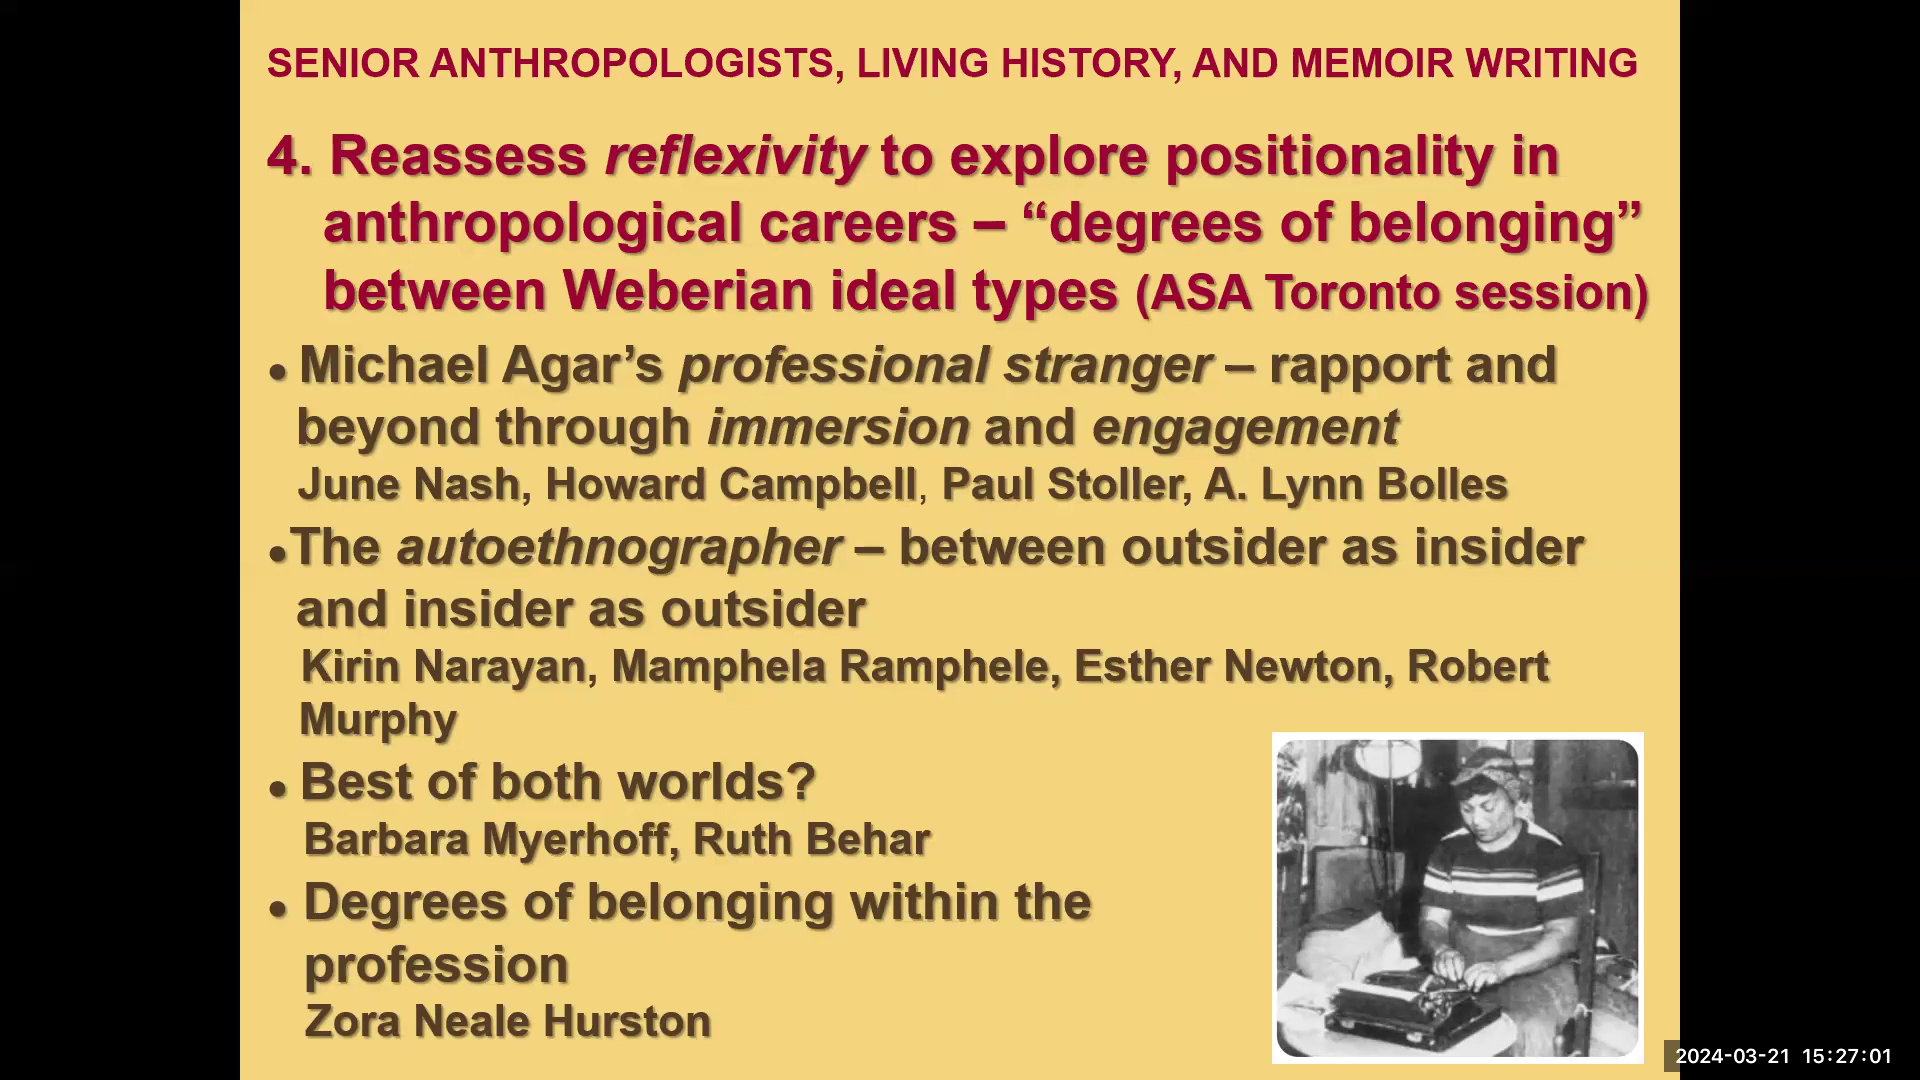 SENIOR ANTHROPOLOGISTS, LIVING HISTORY, AND MEMOIR WRITING
4. Reassess reflexivity to explore positionality in
anthropological careers – “degrees of belonging”
between Weberian ideal types (ASA Toronto session)
● Michael Agar’s professional stranger – rapport and
beyond through immersion and engagement
June Nash, Howard Campbell, Paul Stoller, A. Lynn Bolles
●The autoethnographer – between outsider as insider
and insider as outsider
Kirin Narayan, Mamphela Ramphele, Esther Newton, Robert
Murphy
● Best of both worlds?
Barbara Myerhoff, Ruth Behar
● Degrees of belonging within the
profession
Zora Neale Hurston
2024-03-21 15:27:01